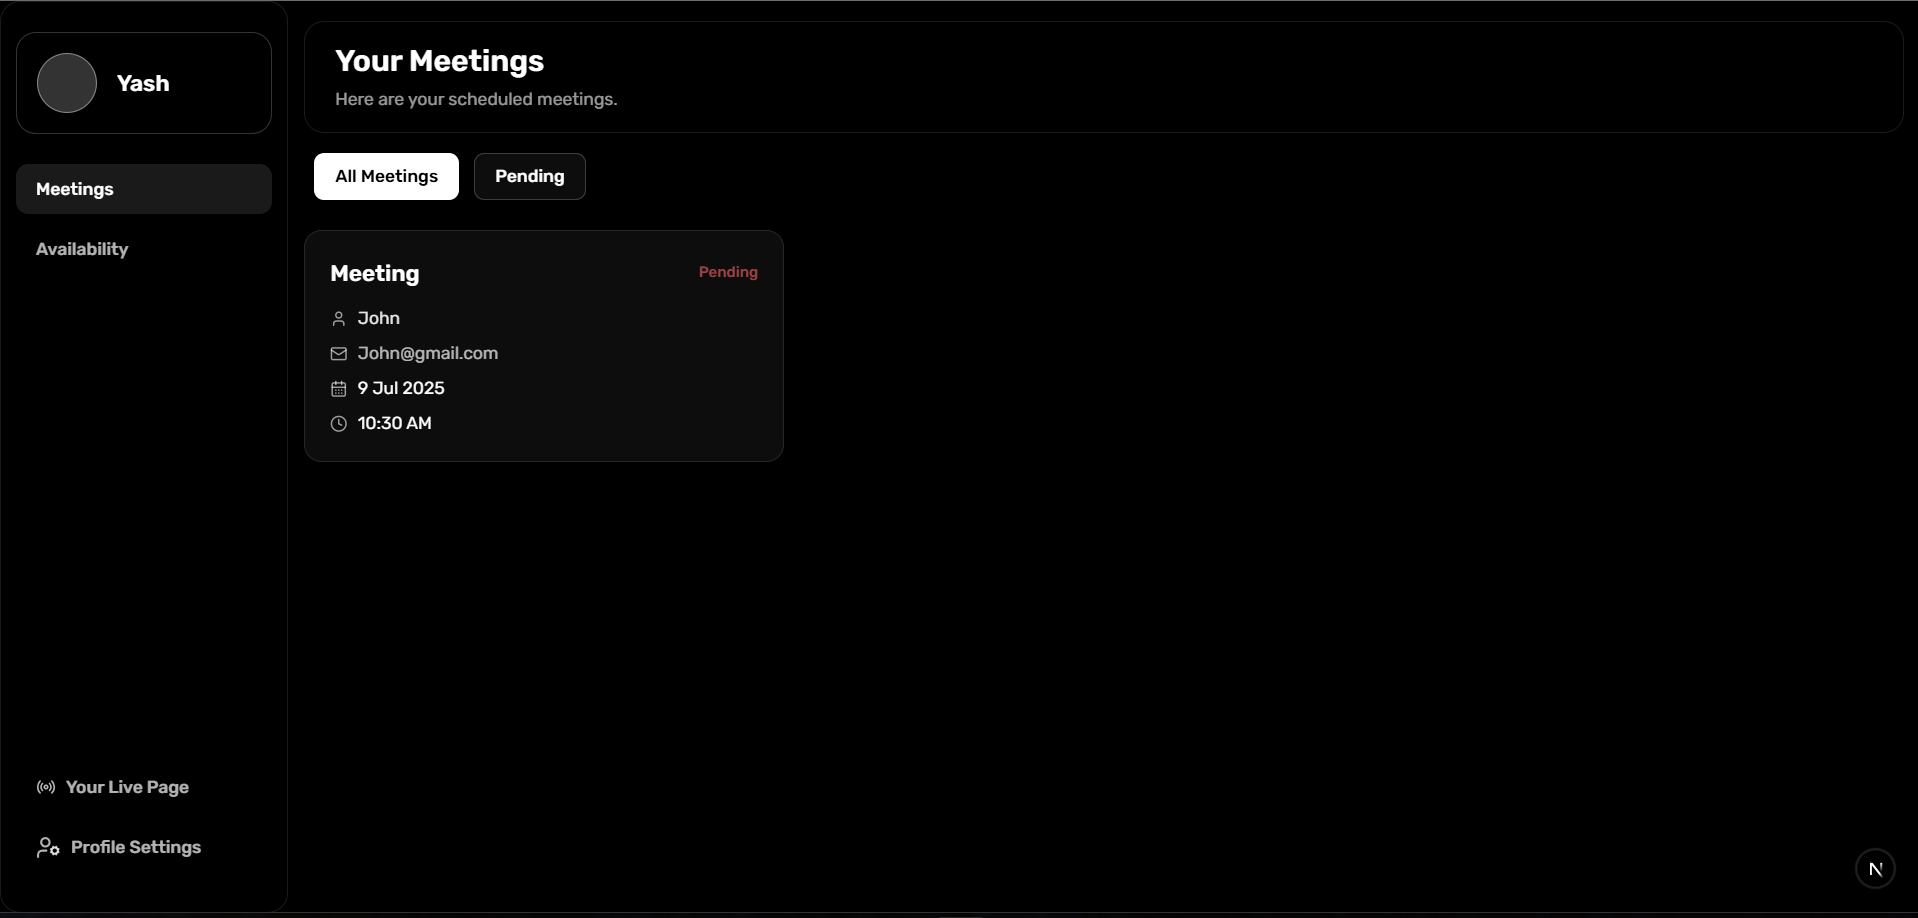 Yash
Meetings
Availability
Your Live Page
Profile Settings
Your Meetings
Here are your scheduled meetings.
All Meetings
Pending
Meeting
Pending
John
John@gmail.com
9 Jul 2025
10:30 AM
N